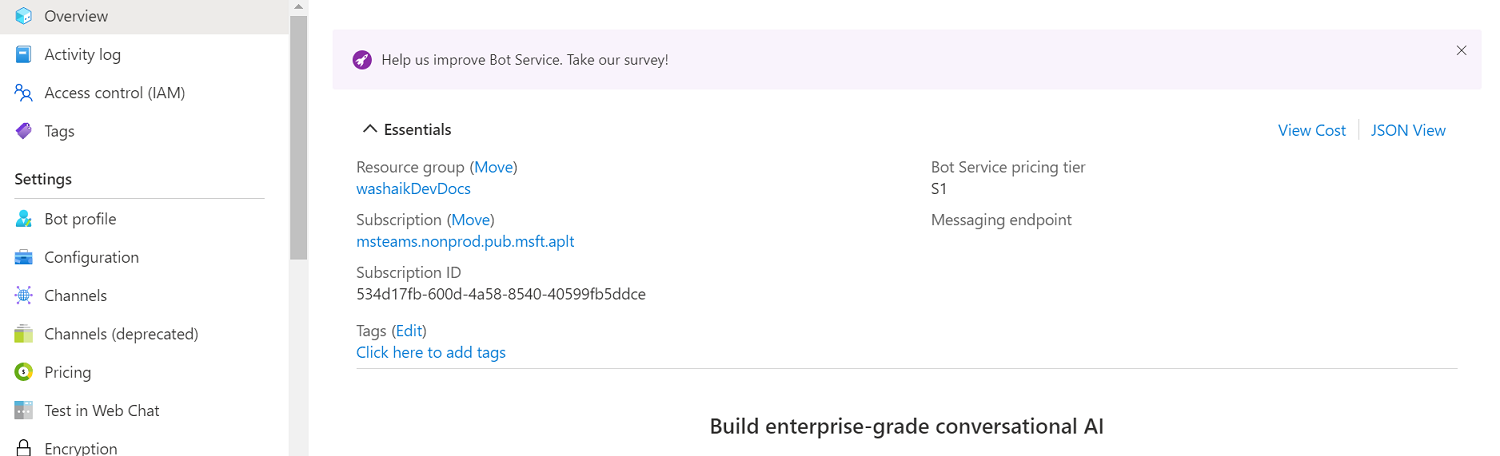 Overview
Activity log
Access control (IAM)
Tags
Settings
Bot profile
Configuration
Channels
Channels (deprecated)
Pricing
Test in Web Chat
Encryption
Help us improve Bot Service. Take our survey!
Essentials
View Cost
JSON View
Resource group (Move)
washaikDevDocs
Subscription (Move)
msteams.nonprod.pub.msft.aplt
Subscription ID
534d17fb-600d-4a58-8540-40599fb5ddce
Tags (Edit)
Click here to add tags
Bot Service pricing tier
S1
Messaging endpoint
Build enterprise-grade conversational AI